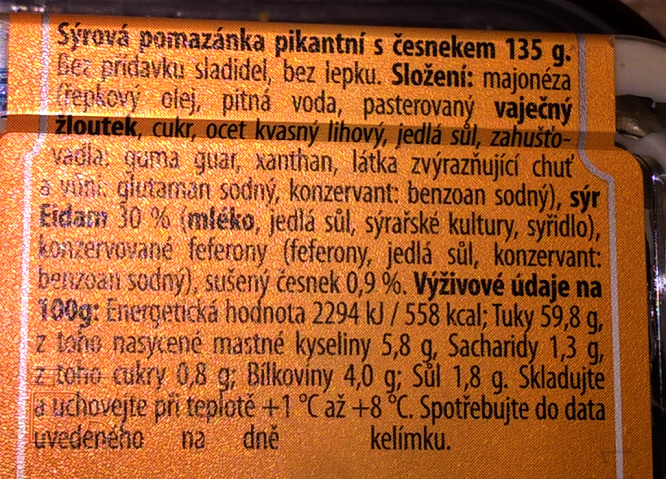 Sýrová pomazánka pikantní s česnekem 135 g.
Bez přídavku sladidel, bez lepku. Složení: majonéza
(řepkový olej, pitná voda, pasterovaný vaječný
žloutek, cukr, ocet kvasný lihový, jedlá sůl, zahušťo-
vadla: guma guar, xanthan, látka zvýrazňující chuť
a vůni: glutaman sodný, konzervant: benzoan sodný), sýr
Eidam 30 % (mléko, jedlá sůl, sýrařské kultury, syřidlo),
konzervované feferony (feferony, jedlá sůl, konzervant:
benzoan sodný), sušený česnek 0,9 %. Výživové údaje na
100g: Energetická hodnota 2294 kJ / 558 kcal; Tuky 59,8 g,
z toho nasycené mastné kyseliny 5,8 g, Sacharidy 1,3 g,
z toho cukry 0,8 g; Bílkoviny 4,0 g; Sůl 1,8 g. Skladujte
a uchovejte při teplotě +1 °C až +8 °C. Spotřebujte do data
uvedeného na dně kelímku.